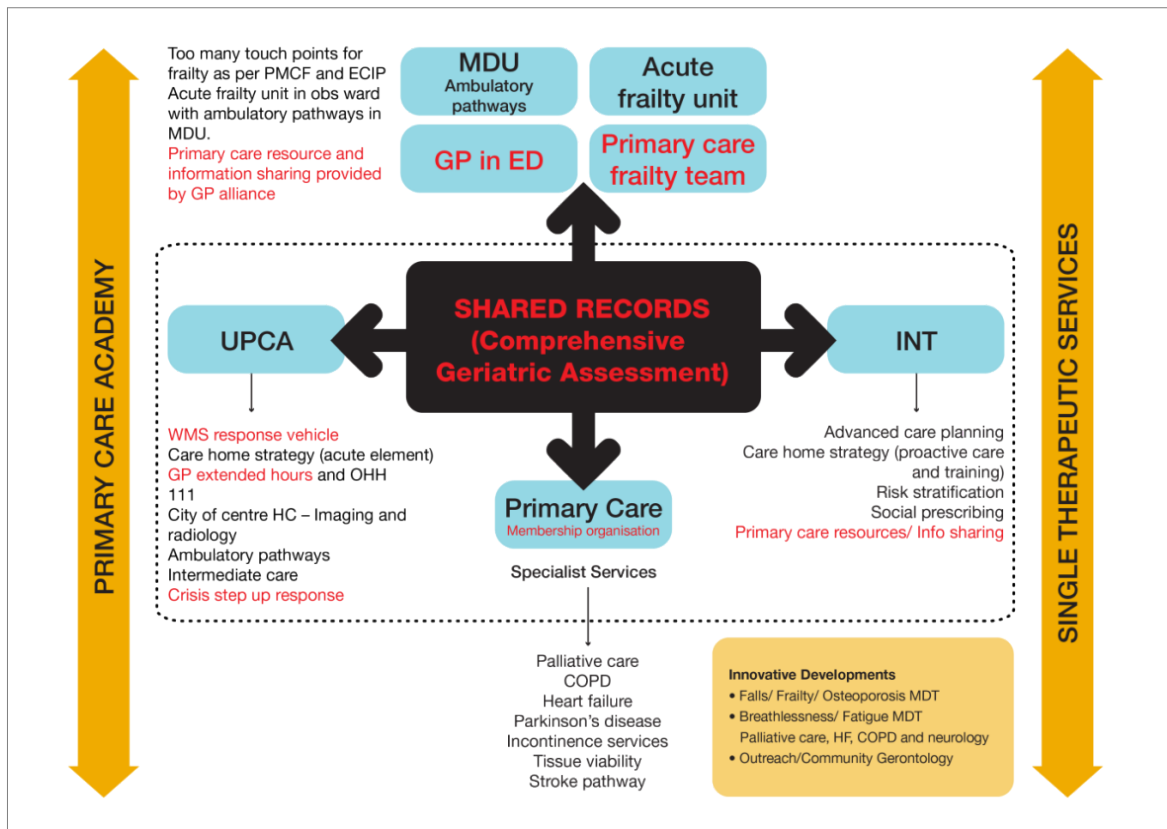 Too many touch points for
frailty as per PMCF and ECIP
Acute frailty unit in obs ward
with ambulatory pathways in
MDU.
Primary care resource and
information sharing provided
by GP alliance
MDU
Ambulatory
pathways
Acute
frailty unit
GP in ED
Primary care
frailty team
PRIMARY CARE ACADEMY
SINGLE THERAPEUTIC SERVICES
SHARED RECORDS
(Comprehensive
Geriatric Assessment)
UPCA
WMS response vehicle
Care home strategy (acute element)
GP extended hours and OHH
111
City of centre HC – Imaging and
radiology
Ambulatory pathways
Intermediate care
Crisis step up response
INT
Advanced care planning
Care home strategy (proactive care
and training)
Risk stratification
Social prescribing
Primary care resources/ Info sharing
Primary Care
Membership organisation
Specialist Services
Palliative care
COPD
Heart failure
Parkinson's disease
Incontinence services
Tissue viability
Stroke pathway
Innovative Developments
• Falls/ Frailty/ Osteoporosis MDT
• Breathlessness/ Fatigue MDT
Palliative care, HF, COPD and neurology
• Outreach/Community Gerontology